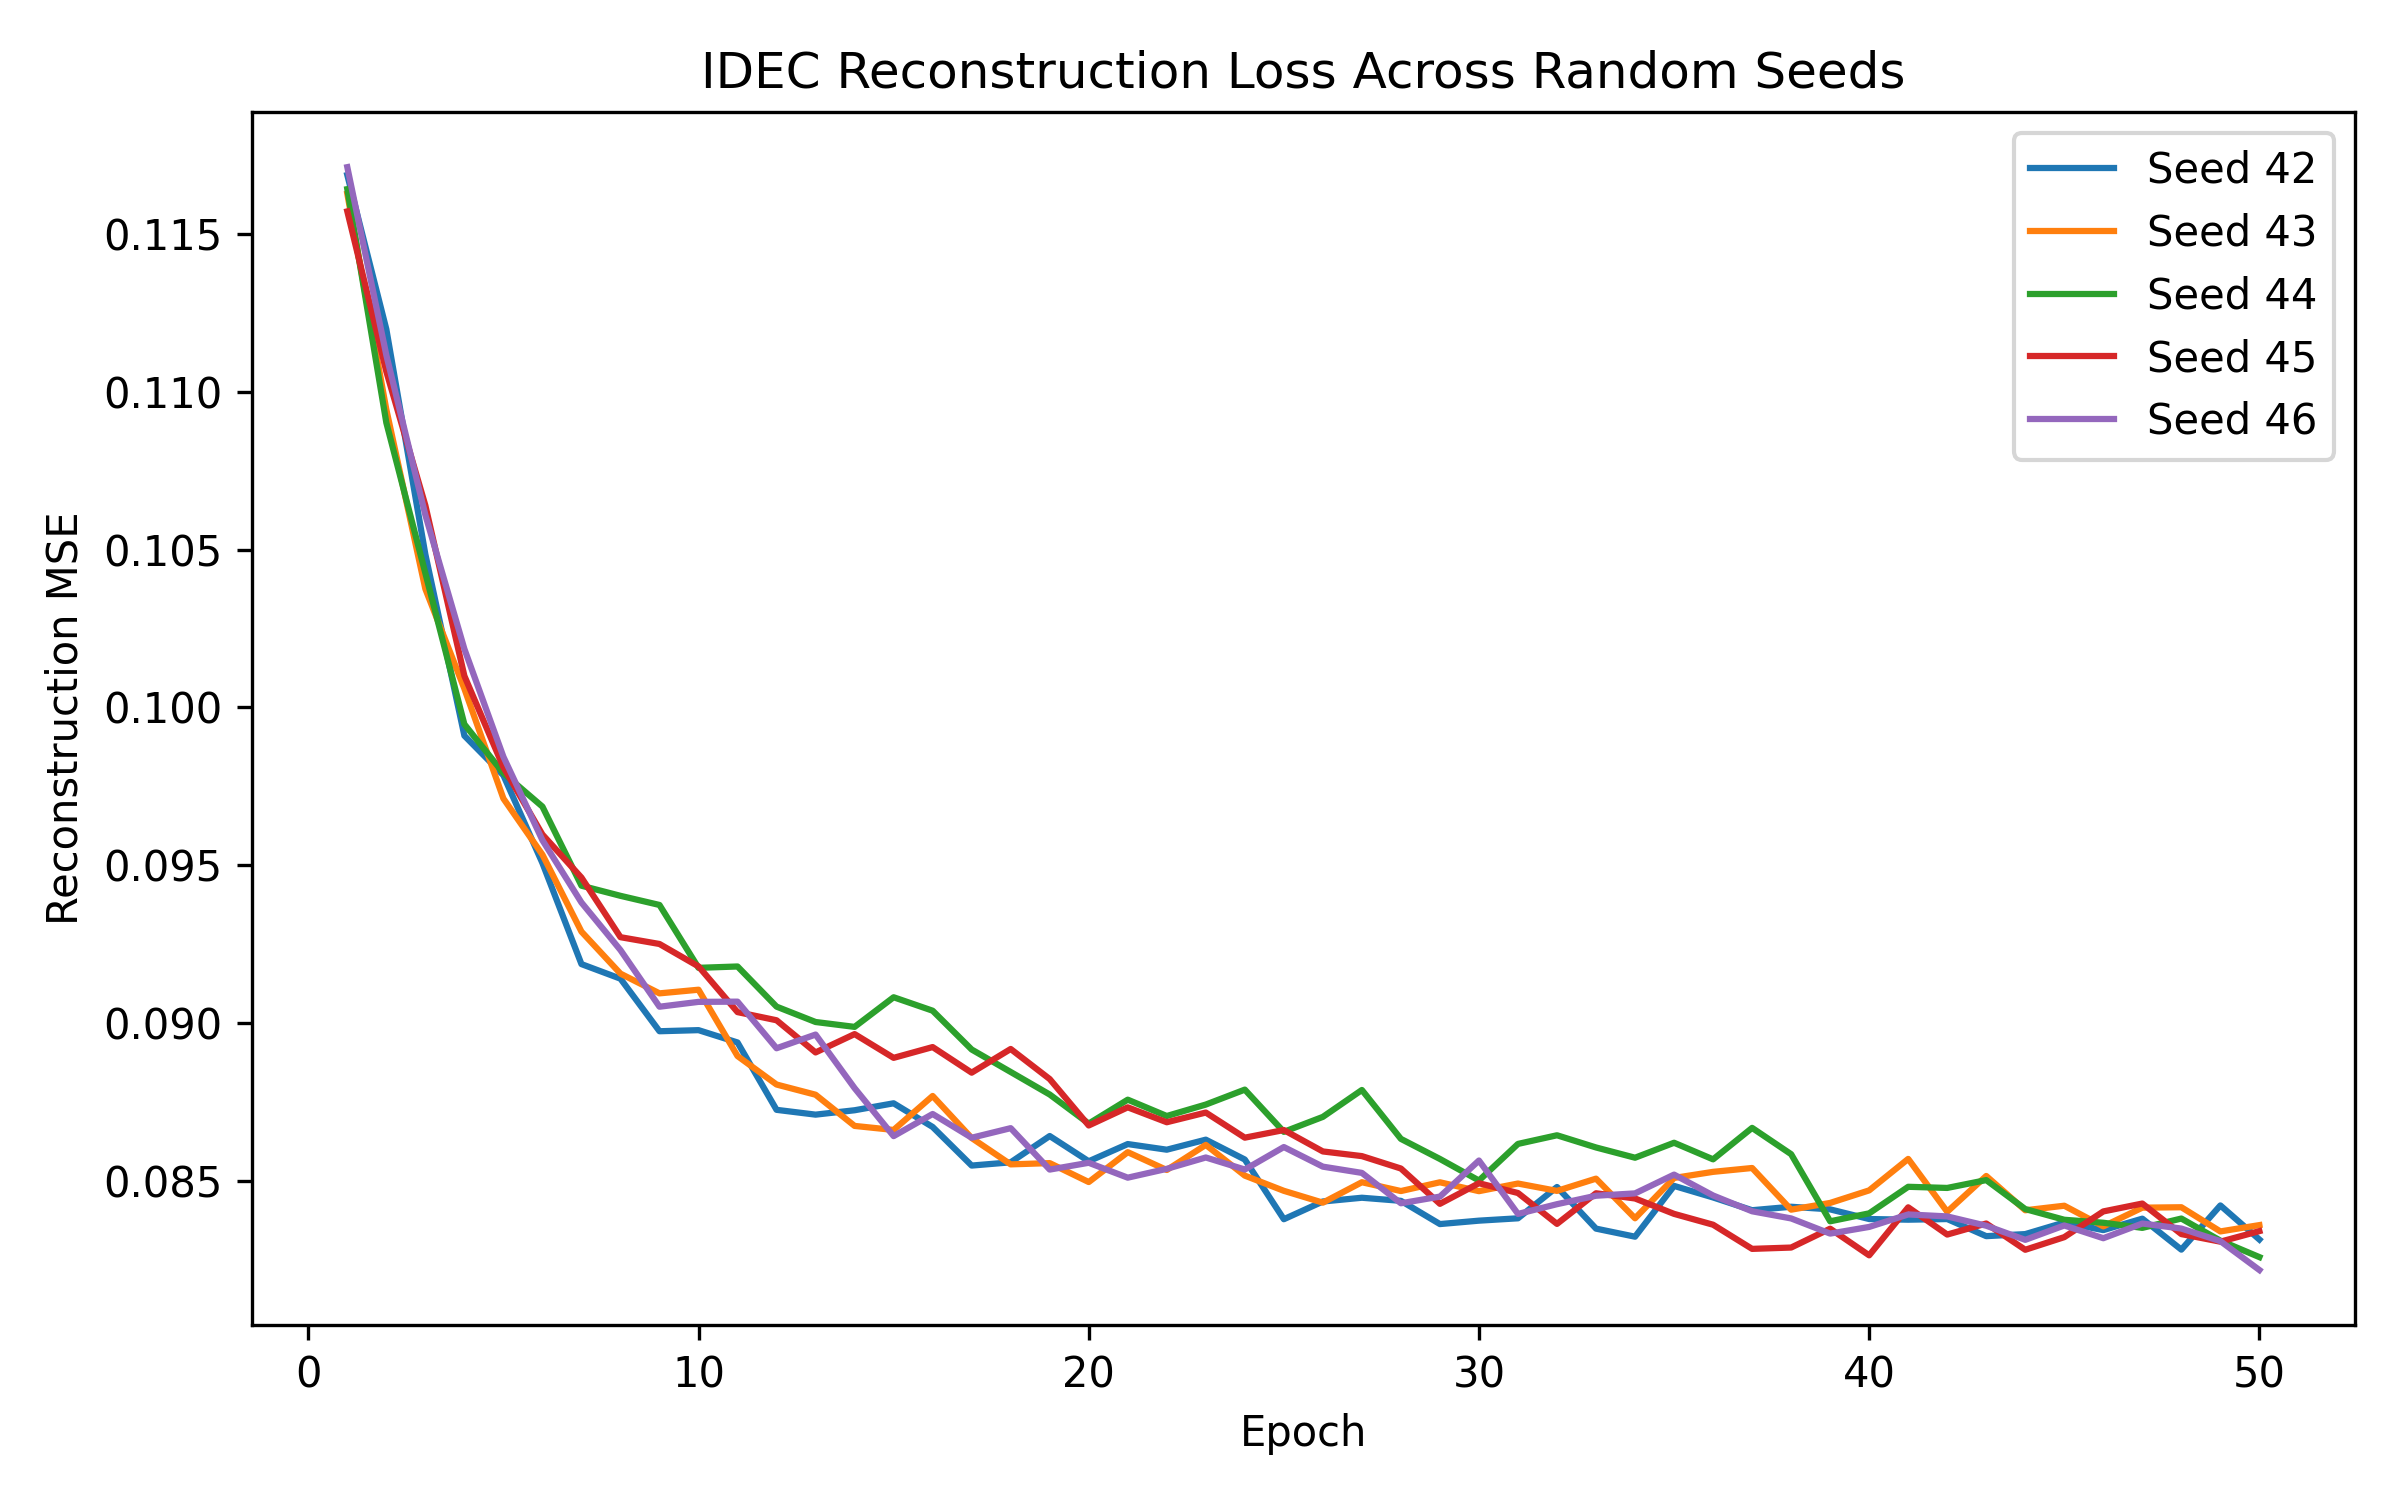 IDEC Reconstruction Loss Across Random Seeds
Reconstruction MSE
0.115
0.110
0.105
0.100
0.095
0.090
0.085
Seed 42
Seed 43
Seed 44
Seed 45
Seed 46
0
10
20
30
40
50
Epoch